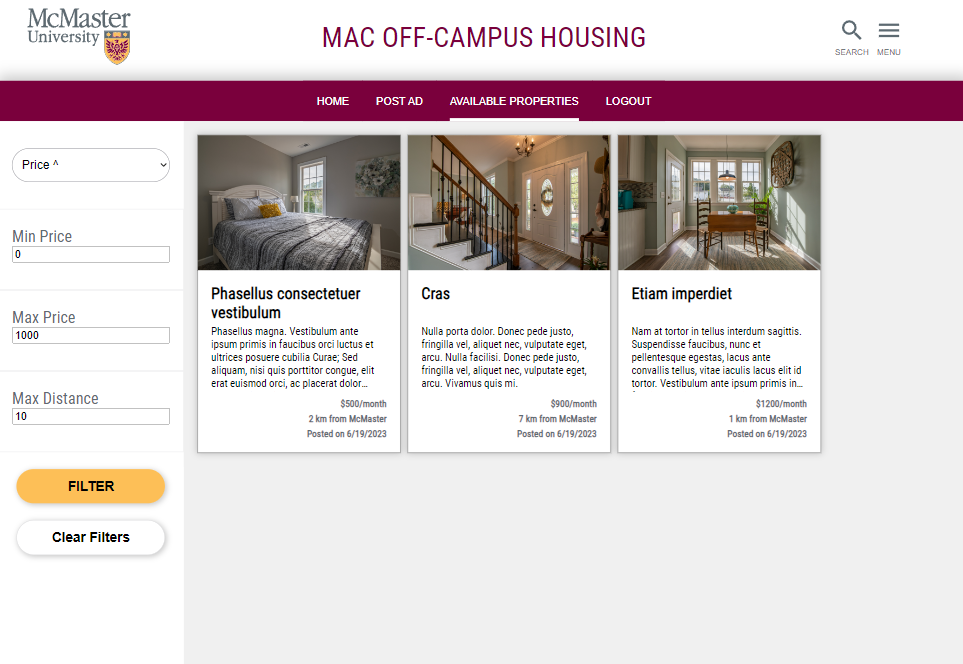 McMaster
University
MAC OFF-CAMPUS HOUSING
SEARCH
MENU
HOME
POST AD
AVAILABLE PROPERTIES
LOGOUT
Price ^
Min Price
0
Max Price
1000
Max Distance
10
FILTER
Clear Filters
Phasellus consectetuer
vestibulum
Phasellus magna. Vestibulum ante
ipsum primis in faucibus orci luctus et
ultrices posuere cubilia Curae; Sed
aliquam, nisi quis porttitor congue, elit
erat euismod orci, ac placerat dolor...
$500/month
2 km from McMaster
Posted on 6/19/2023
Cras
Nulla porta dolor. Donec pede justo,
fringilla vel, aliquet nec, vulputate eget,
arcu. Nulla facilisi. Donec pede justo,
fringilla vel, aliquet nec, vulputate eget,
arcu. Vivamus quis mi.
$900/month
7 km from McMaster
Posted on 6/19/2023
Etiam imperdiet
Nam at tortor in tellus interdum sagittis.
Suspendisse faucibus, nunc et
pellentesque egestas, lacus ante
convallis tellus, vitae iaculis lacus elit id
tortor. Vestibulum ante ipsum primis in...
$1200/month
1 km from McMaster
Posted on 6/19/2023